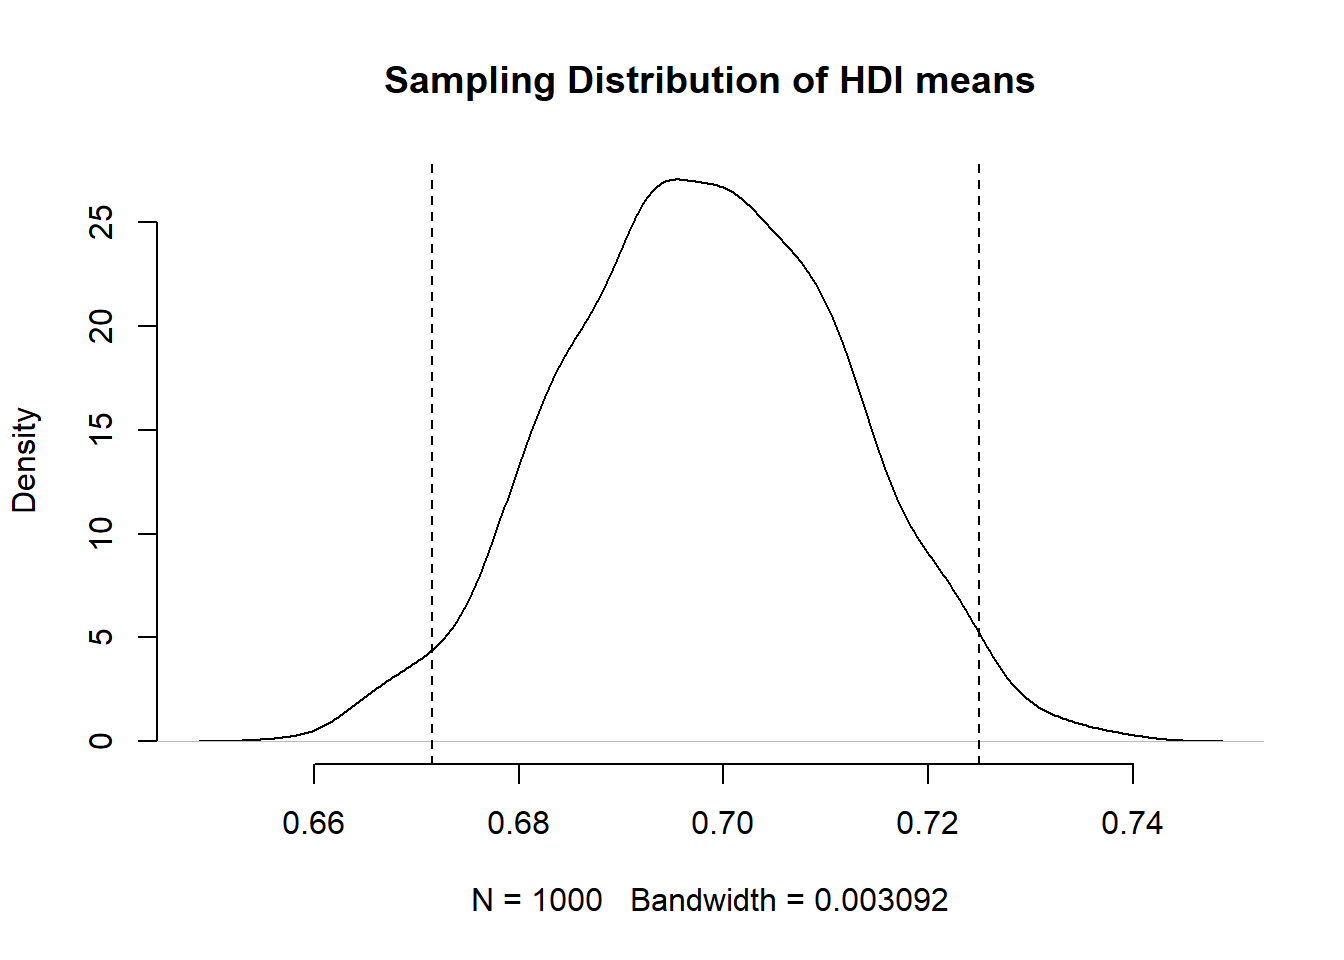 Sampling Distribution of HDI means
Density
25
20
15
10
5
0
0.66 0.68 0.70 0.72 0.74
N = 1000 Bandwidth = 0.003092